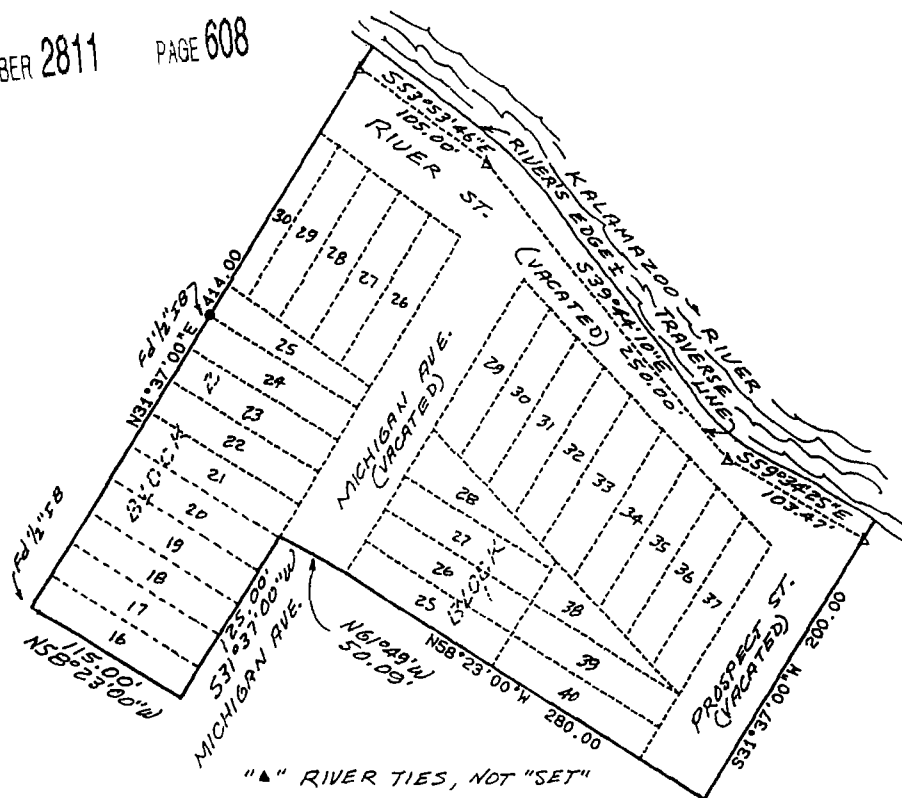 BER 2811 PAGE 608
S53°53'46"E
105.00'
RIVER ST.
(VACATED)
RIVER'S EDGE & TRAVERSE LINE
KALAMAZOO RIVER
S39°44'10"E
250.00'
S59°34'25"E
103.47'
30
29
28
27
26
25
24
23
22
21
20
19
18
17
16
BLOCK
Fd 1/2" IB
414.00
N31°37'00"E
Fd 1/2" IB
115.00'
N58°23'00"W
125.00'
S31°37'00"W
MICHIGAN AVE.
MICHIGAN AVE.
(VACATED)
29
30
31
32
33
34
35
36
37
28
27
26
25
BLOCK
38
39
40
N61°49'W
50.09'
N58°23'00"W 280.00
PROSPECT ST.
(VACATED)
S31°37'00"W 200.00
"▲" RIVER TIES, NOT "SET"